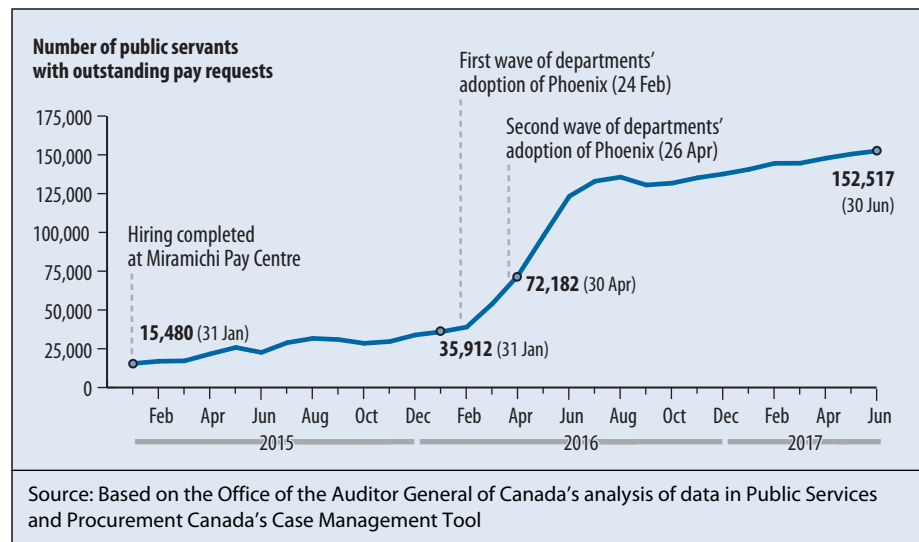 Number of public servants
with outstanding pay requests
First wave of departments’
adoption of Phoenix (24 Feb)
Second wave of departments’
adoption of Phoenix (26 Apr)
175,000
150,000
125,000
100,000
75,000
50,000
25,000
0
Hiring completed
at Miramichi Pay Centre
15,480 (31 Jan)
35,912 (31 Jan)
72,182 (30 Apr)
152,517
(30 Jun)
Feb Apr Jun Aug Oct Dec Feb Apr Jun Aug Oct Dec Feb Apr Jun
2015 2016 2017
Source: Based on the Office of the Auditor General of Canada’s analysis of data in Public Services
and Procurement Canada’s Case Management Tool